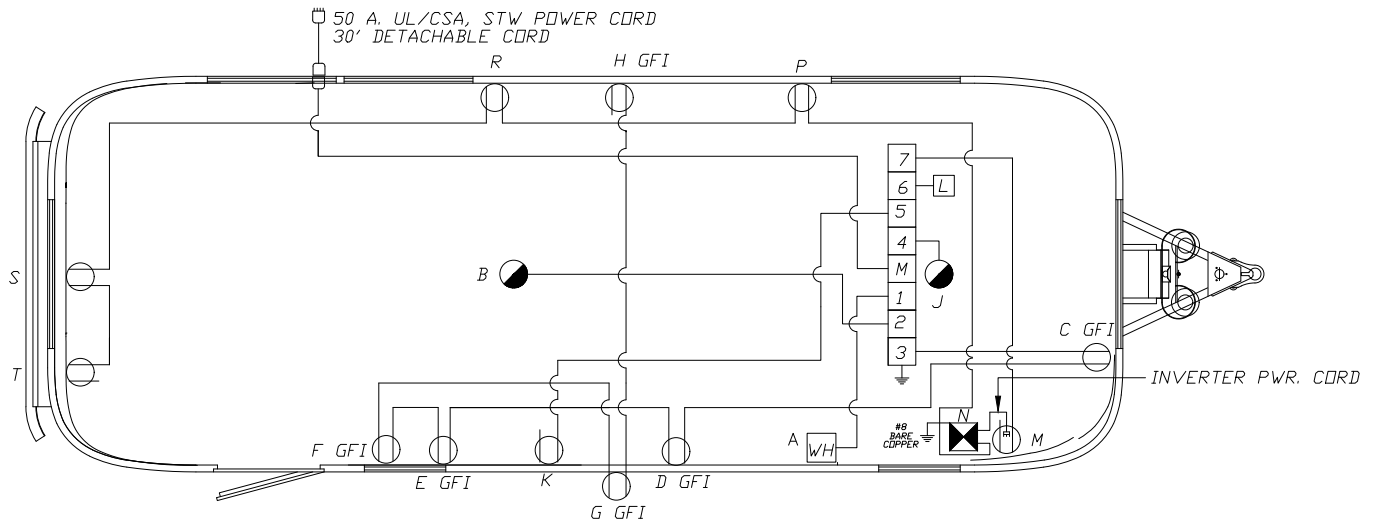 50 A. UL/CSA, STW POWER CORD
30' DETACHABLE CORD
R
H GFI
P
7
6
L
5
4
M
1
2
3
S
B
J
C GFI
T
INVERTER PWR. CORD
#8
BARE
COPPER
N
A
WH
M
F GFI
E GFI
K
D GFI
G GFI